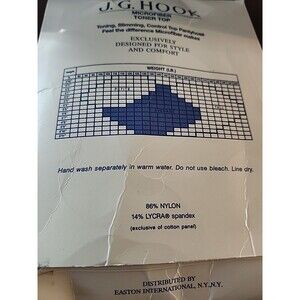 J.G. HOOK
MICROFIBER
TONER TOP
Toning, Slimming, Control Top Pantyhose
Feel the difference Microfiber makes
EXCLUSIVELY
DESIGNED FOR STYLE
AND COMFORT
WEIGHT (LB.)
Hand wash separately in warm water. Do not use bleach. Line dry.
86% NYLON
14% LYCRA® spandex
(exclusive of cotton panel)
DISTRIBUTED BY
EASTON INTERNATIONAL, N.Y., N.Y.